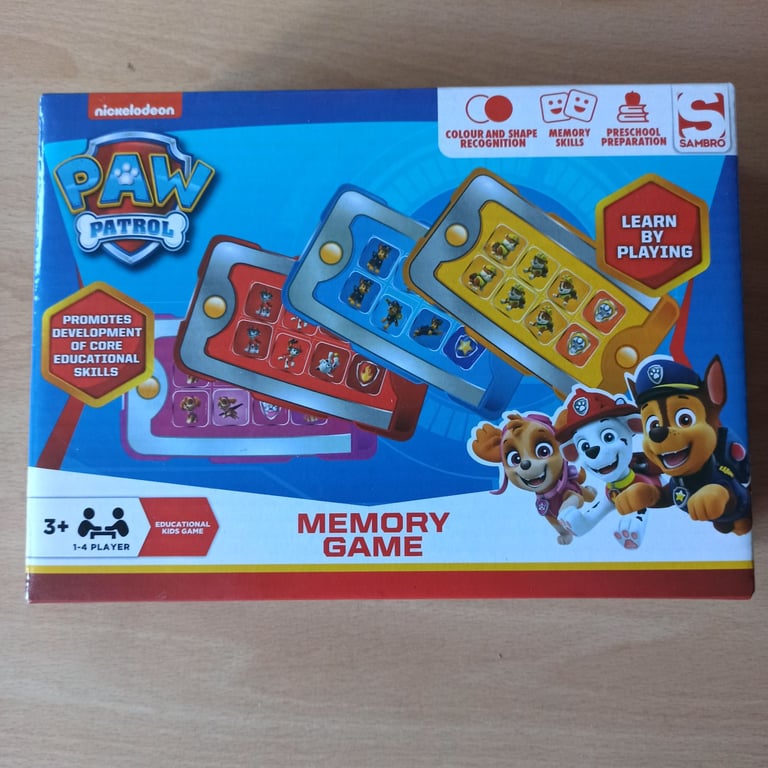 nickelodeon
PAW
PATROL
COLOUR AND SHAPE
RECOGNITION
MEMORY
SKILLS
PRESCHOOL
PREPARATION
S
SAMBRO
LEARN
BY
PLAYING
PROMOTES
DEVELOPMENT
OF CORE
EDUCATIONAL
SKILLS
3+
1-4 PLAYER
EDUCATIONAL
KIDS GAME
MEMORY
GAME